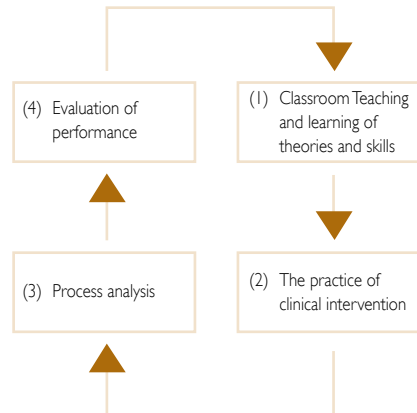 (4) Evaluation of
performance
(1) Classroom Teaching
and learning of
theories and skills
(3) Process analysis
(2) The practice of
clinical intervention